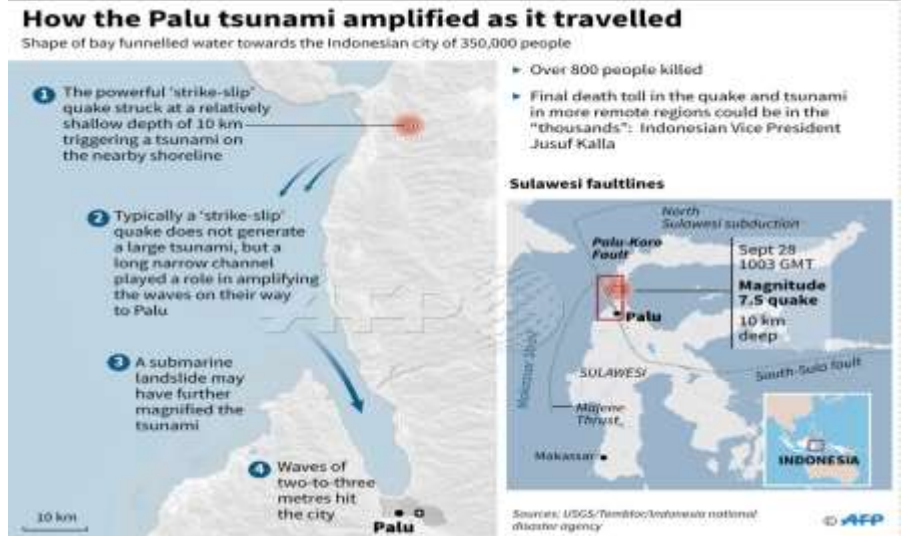 How the Palu tsunami amplified as it travelled
Shape of bay funnelled water towards the Indonesian city of 350,000 people
1 The powerful 'strike-slip'
quake struck at a relatively
shallow depth of 10 km
triggering a tsunami on
the nearby shoreline
2 Typically a 'strike-slip'
quake does not generate
a large tsunami, but a
long narrow channel
played a role in amplifying
the waves on their way
to Palu
3 A submarine
landslide may
have further
magnified the
tsunami
4 Waves of
two-to-three
metres hit
the city
Palu
10 km
AFP
Over 800 people killed
Final death toll in the quake and tsunami
in more remote regions could be in the
"thousands": Indonesian Vice President
Jusuf Kalla
Sulawesi faultlines
North
Sulawesi subduction
Palu-Koro
Fault
Sept 28
1003 GMT
Magnitude
7.5 quake
10 km
deep
Palu
Makassar Strait
SULAWESI
South-Sula fault
Majene
Thrust
Makassar
INDONESIA
Sources: USGS/Temblor/Indonesia national
disaster agency
© AFP